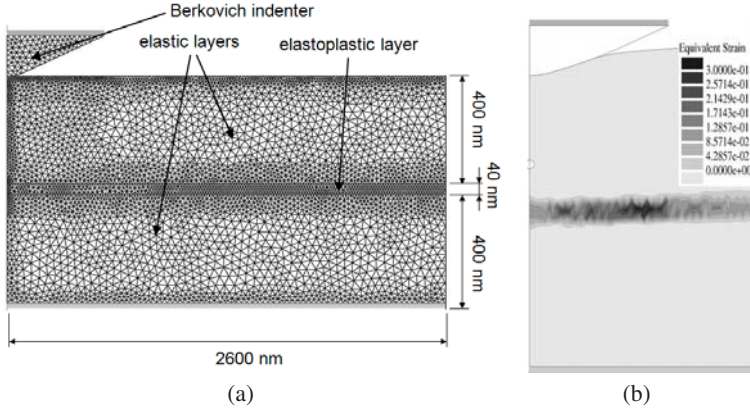 Berkovich indenter
elastic layers
elastoplastic layer
400 nm
40 nm
400 nm
2600 nm
(a)
Equivalent Strain
3.0000e-01
2.5714e-01
2.1429e-01
1.7143e-01
1.2857e-01
8.5714e-02
4.2857e-02
0.0000e+00
(b)